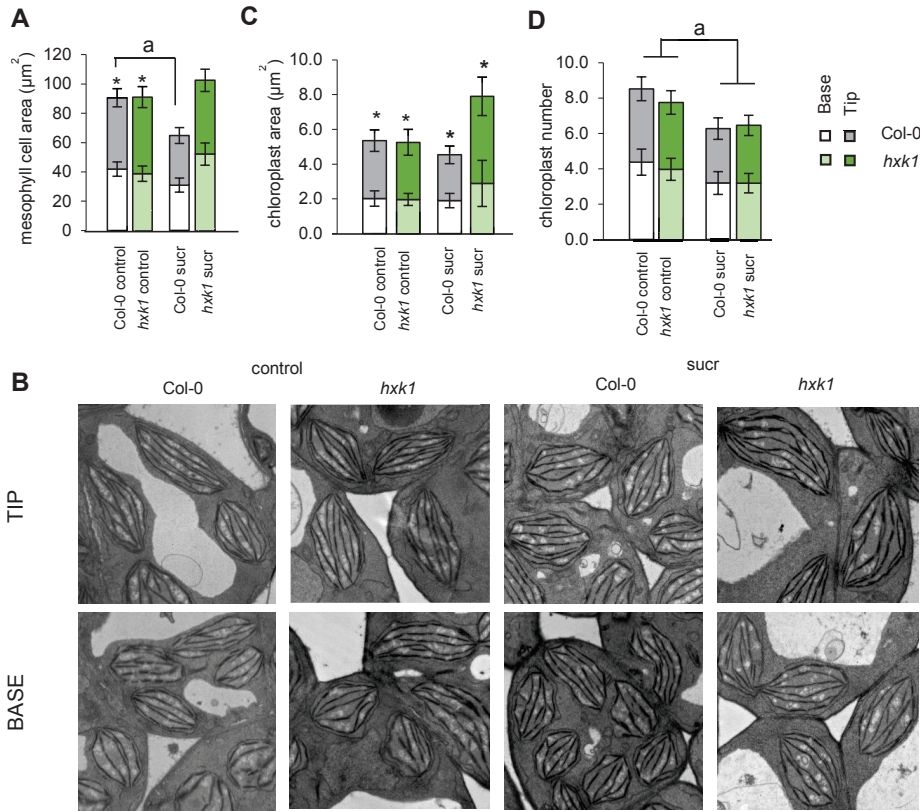 A
mesophyll cell area (µm²)
120
100
80
60
40
20
0
a
*
*
Col-0 control
hxk1 control
Col-0 sucr
hxk1 sucr
C
chloroplast area (µm²)
10.0
8.0
6.0
4.0
2.0
0.0
*
*
*
*
Col-0 control
hxk1 control
Col-0 sucr
hxk1 sucr
D
chloroplast number
10.0
8.0
6.0
4.0
2.0
0.0
a
Col-0 control
hxk1 control
Col-0 sucr
hxk1 sucr
Base
Tip
Col-0
hxk1
B
control
sucr
Col-0
hxk1
Col-0
hxk1
TIP
BASE